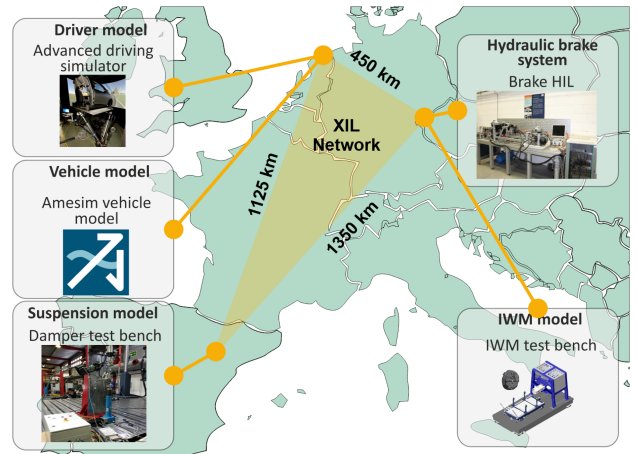 Driver model
Advanced driving
simulator
Vehicle model
Amesim vehicle
model
Suspension model
Damper test bench
450 km
XIL
Network
1125 km
1350 km
Hydraulic brake
system
Brake HIL
IWM model
IWM test bench